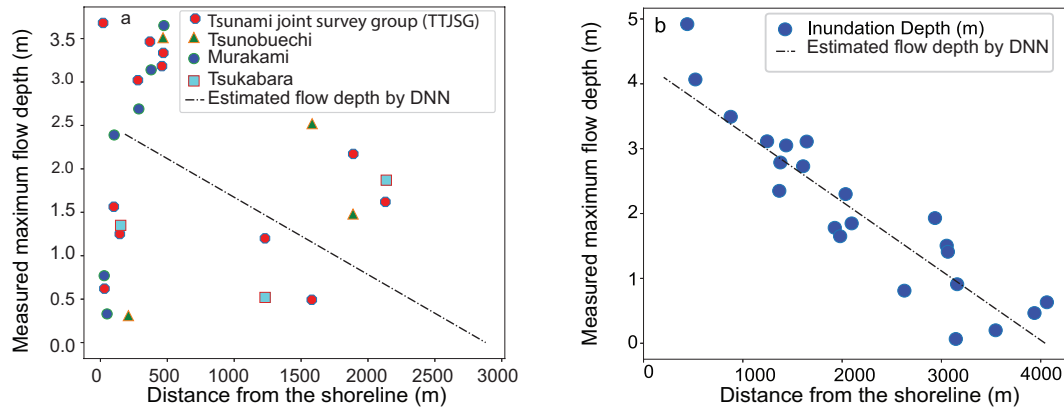 a
Tsunami joint survey group (TTJSG)
Tsunobuechi
Murakami
Tsukabara
Estimated flow depth by DNN
Measured maximum flow depth (m)
3.5
3.0
2.5
2.0
1.5
1.0
0.5
0.0
0
500
1000
1500
2000
2500
3000
Distance from the shoreline (m)
b
Inundation Depth (m)
Estimated flow depth by DNN
Measured maximum flow depth (m)
5
4
3
2
1
0
0
1000
2000
3000
4000
Distance from the shoreline (m)